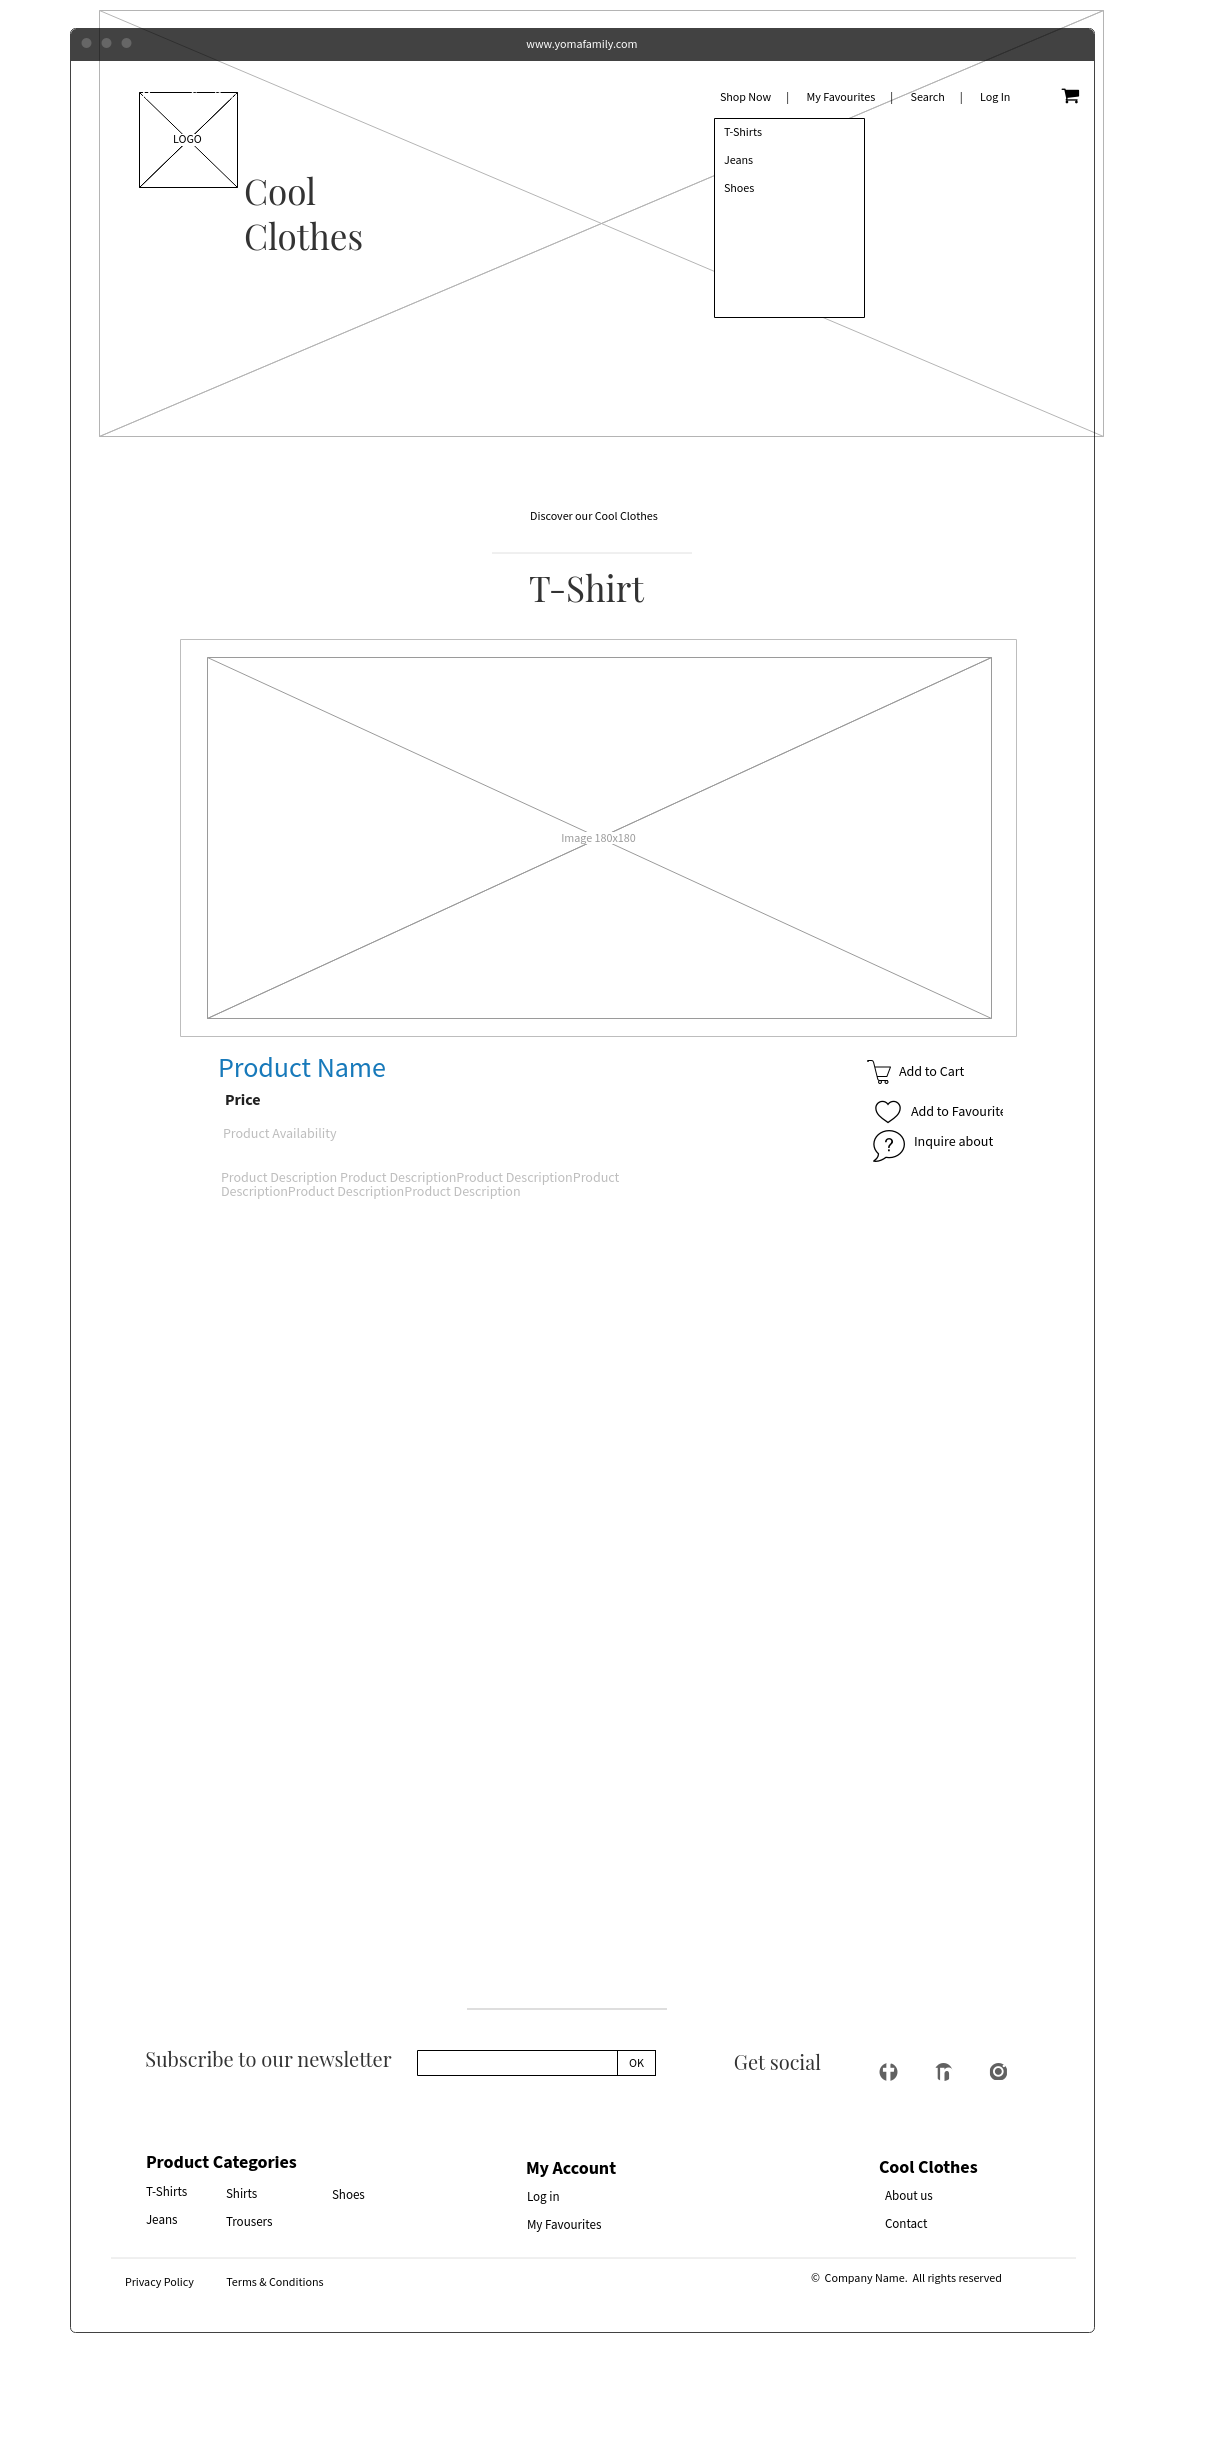 www.yomafamily.com
Shop Now | My Favourites | Search | Log In
LOGO
T-Shirts
Jeans
Shoes
Cool
Clothes
Discover our Cool Clothes
T-Shirt
Image 180x180
Product Name
Price
Product Availability
Product Description Product DescriptionProduct DescriptionProduct
DescriptionProduct DescriptionProduct Description
Add to Cart
Add to Favourite
Inquire about
Subscribe to our newsletter
OK
Get social
Product Categories
T-Shirts Shirts Shoes
Jeans Trousers
My Account
Log in
My Favourites
Cool Clothes
About us
Contact
Privacy Policy Terms & Conditions
© Company Name. All rights reserved